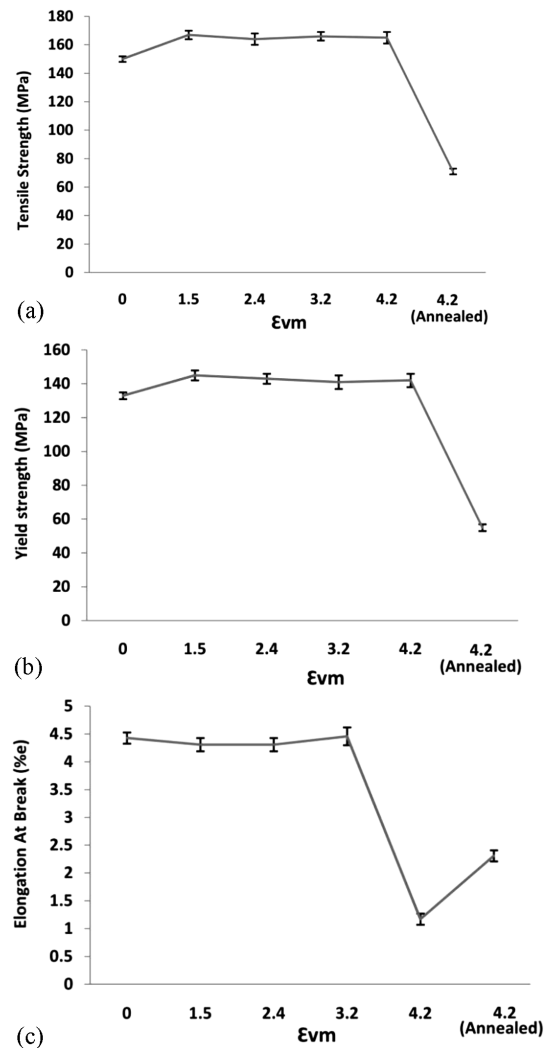 180
160
140
120
100
80
60
40
20
0
Tensile Strength (MPa)
0 1.5 2.4 3.2 4.2 4.2
(Annealed)
Ɛvm
(a)
160
140
120
100
80
60
40
20
0
Yield strength (MPa)
0 1.5 2.4 3.2 4.2 4.2
(Annealed)
Ɛvm
(b)
5
4.5
4
3.5
3
2.5
2
1.5
1
0.5
0
Elongation At Break (%e)
0 1.5 2.4 3.2 4.2 4.2
(Annealed)
Ɛvm
(c)